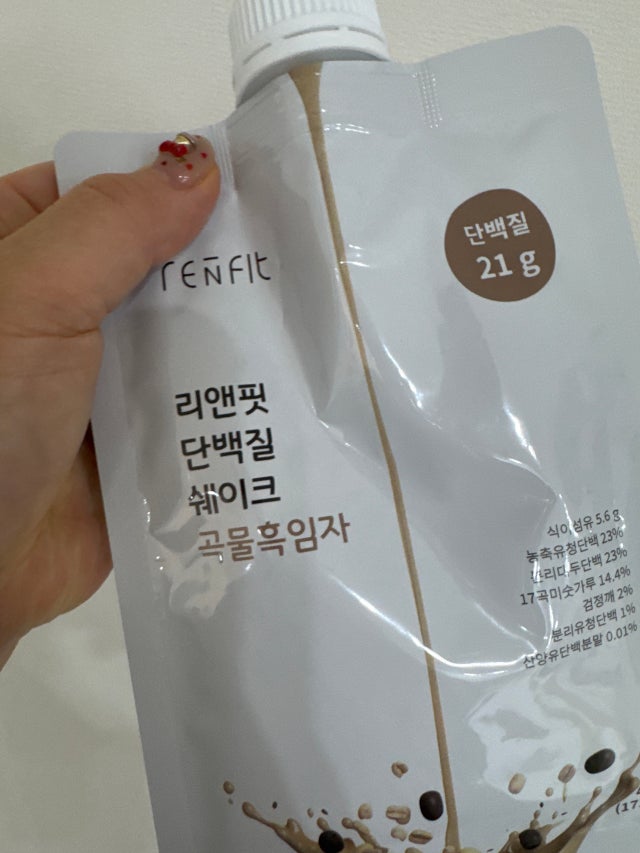 단백질
21 g
renfit
리앤핏
단백질
쉐이크
곡물흑임자
식이섬유 5.6 g
농축유청단백 23%
분리대두단백 23%
17곡미숫가루 14.4%
검정깨 2%
분리유청단백 1%
산양유단백분말 0.01%
(17